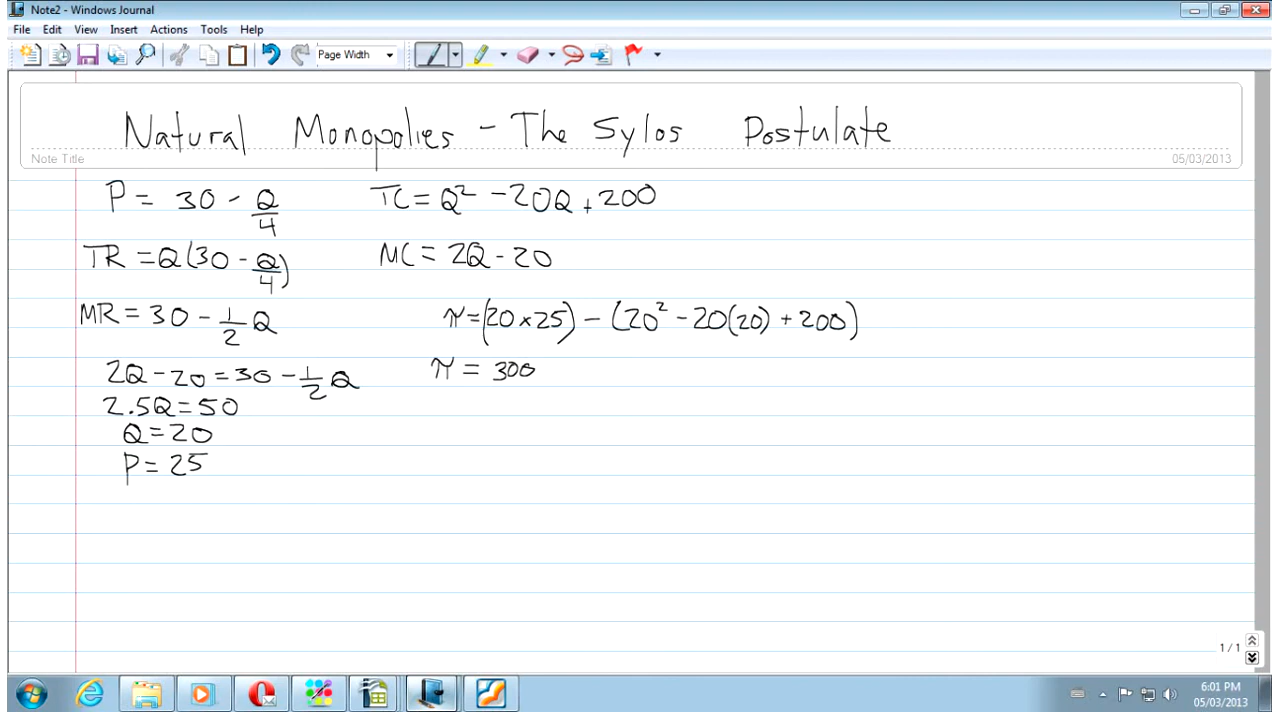 Note2 - Windows Journal
File Edit View Insert Actions Tools Help
Page Width
Natural Monopolies - The Sylos Postulate
Note Title 05/03/2013
P = 30 - Q/4 TC = Q² - 20Q + 200
TR = Q(30 - Q/4) MC = 2Q - 20
MR = 30 - 1/2 Q π = (20 x 25) - (20² - 20(20) + 200)
2Q - 20 = 30 - 1/2 Q π = 300
2.5Q = 50
Q = 20
P = 25
1 / 1
6:01 PM
05/03/2013